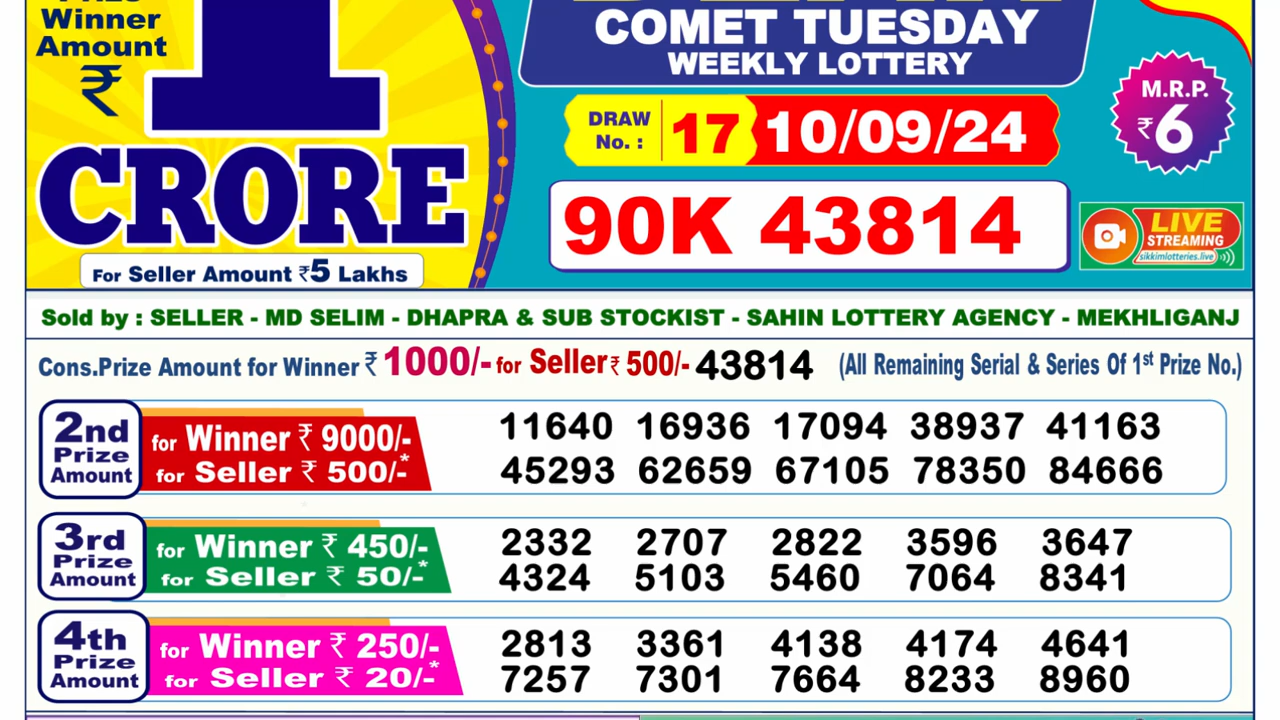 Winner
Amount
₹
1
CRORE
For Seller Amount ₹5 Lakhs
COMET TUESDAY
WEEKLY LOTTERY
DRAW
No. :
17
10/09/24
M.R.P.
₹6
90K 43814
LIVE
STREAMING
sikkimlotteries.live
Sold by : SELLER - MD SELIM - DHAPRA & SUB STOCKIST - SAHIN LOTTERY AGENCY - MEKHLIGANJ
Cons.Prize Amount for Winner ₹ 1000/- for Seller ₹ 500/- 43814 (All Remaining Serial & Series Of 1st Prize No.)
2nd
Prize
Amount
for Winner ₹ 9000/-
for Seller ₹ 500/-*
11640 16936 17094 38937 41163
45293 62659 67105 78350 84666
3rd
Prize
Amount
for Winner ₹ 450/-
for Seller ₹ 50/-*
2332 2707 2822 3596 3647
4324 5103 5460 7064 8341
4th
Prize
Amount
for Winner ₹ 250/-
for Seller ₹ 20/-*
2813 3361 4138 4174 4641
7257 7301 7664 8233 8960